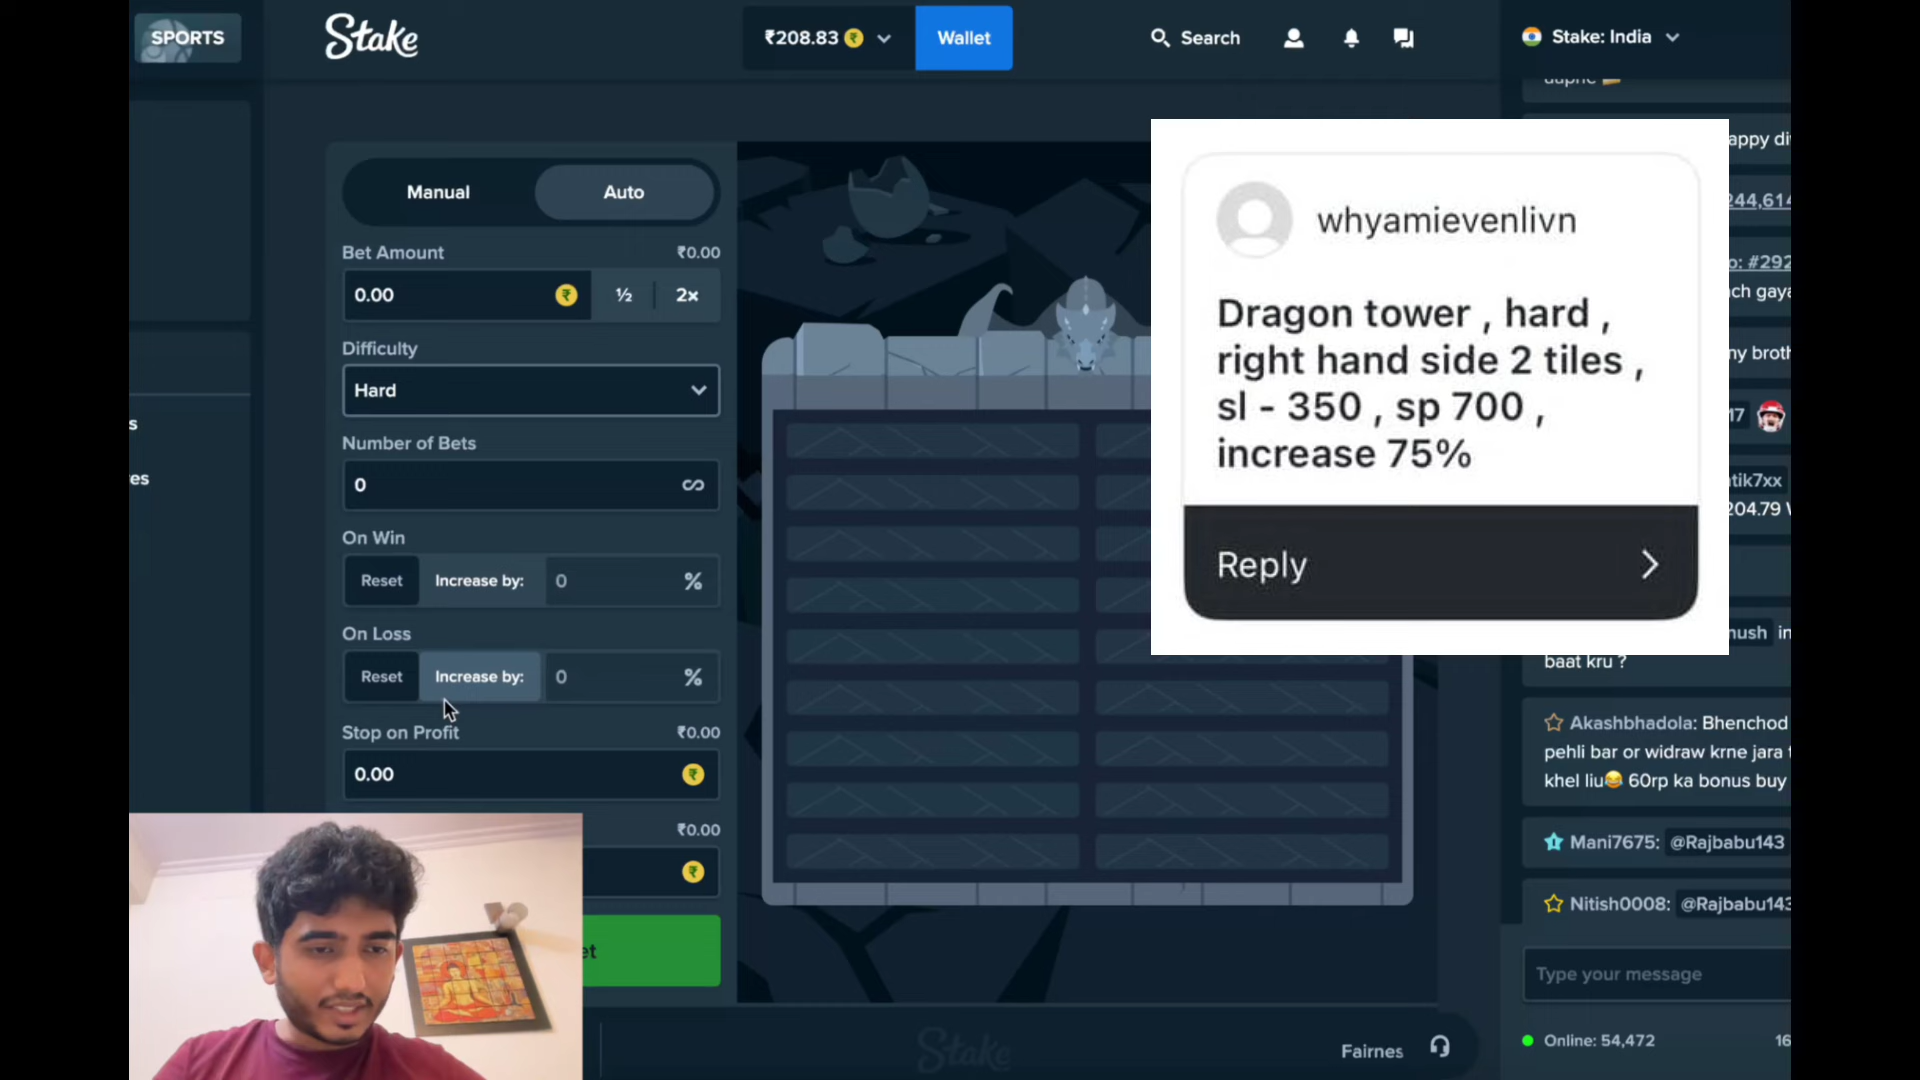 SPORTS
Stake
₹208.83
Wallet
Search
Stake: India
Manual
Auto
Bet Amount
₹0.00
0.00
½
2×
Difficulty
Hard
Number of Bets
0
∞
On Win
Reset
Increase by:
0
%
On Loss
Reset
Increase by:
0
%
Stop on Profit
₹0.00
0.00
₹0.00
whyamievenlivn
Dragon tower , hard ,
right hand side 2 tiles ,
sl - 350 , sp 700 ,
increase 75%
Reply
baat kru ?
Akashbhadola: Bhenchod
pehli bar or widraw krne jara
khel liu😂 60rp ka bonus buy
Mani7675: @Rajbabu143
Nitish0008: @Rajbabu143
Type your message
Online: 54,472
Stake
Fairnes